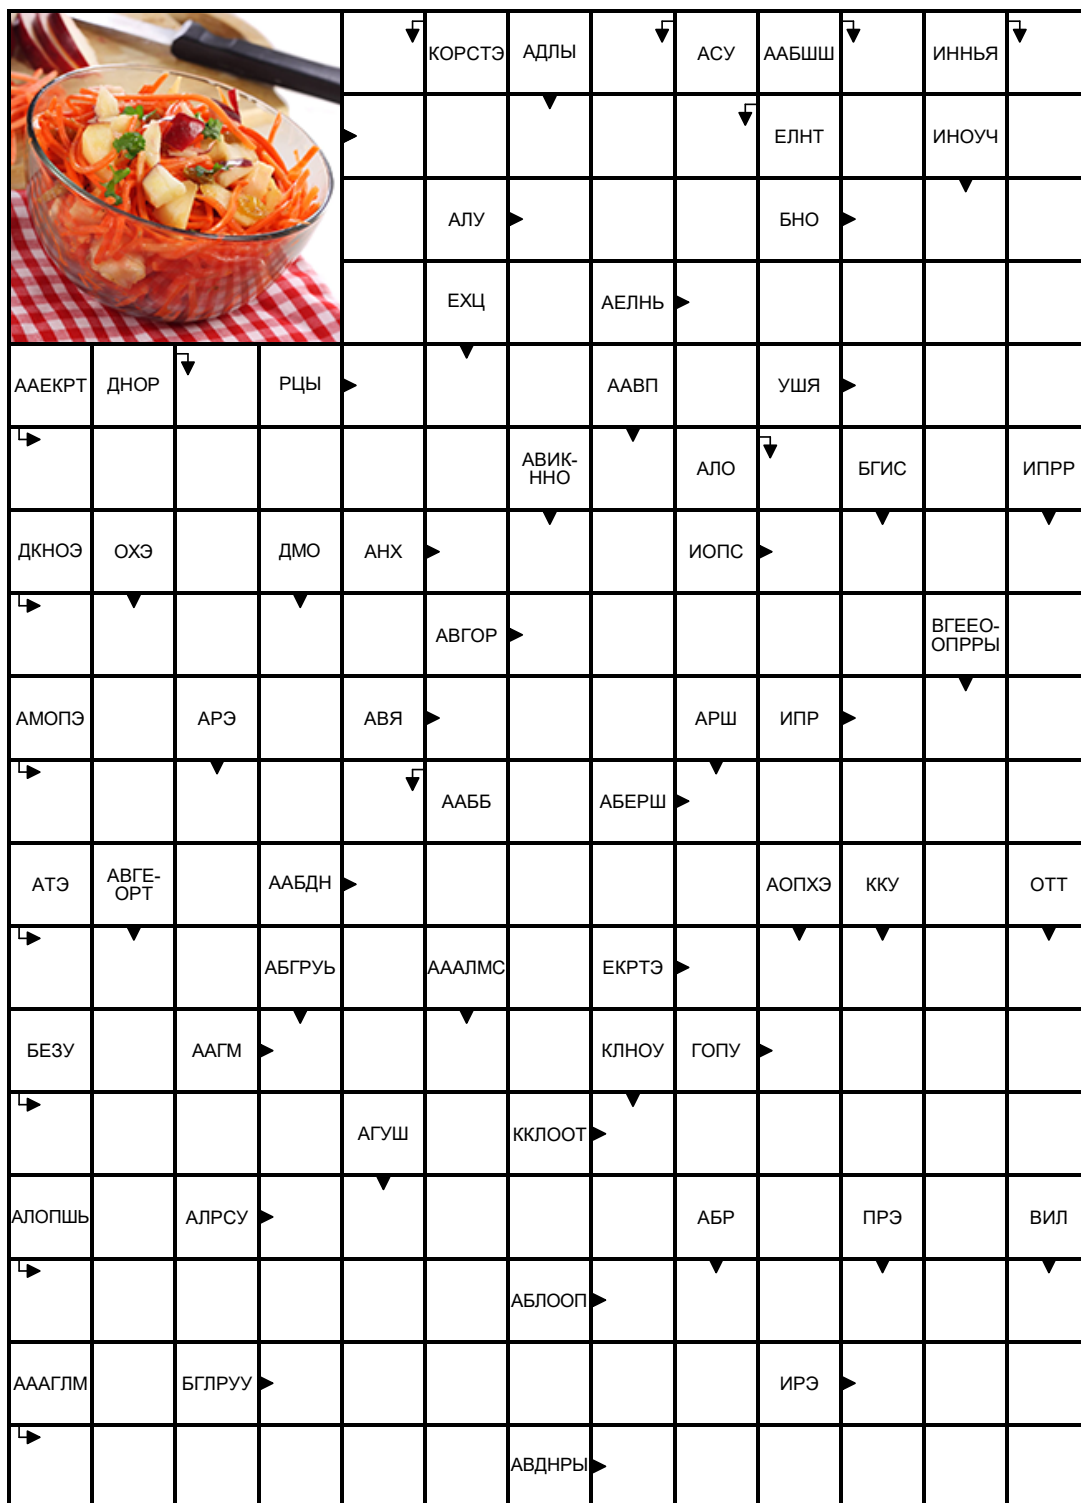 КОРСТЭ АДЛЫ АСУ ААБШШ ИННЬЯ
ЕЛНТ ИНОУЧ
АЛУ БНО
ЕХЦ АЕЛНЬ
ААЕКРТ ДНОР РЦЫ ААВП УШЯ
АВИК-
ННО
АЛО БГИС ИПРР
ДКНОЭ ОХЭ ДМО АНХ ИОПС
АВГОР
ВГЕЕО-
ОПРРЫ
АМОПЭ АРЭ АВЯ АРШ ИПР
ААББ АБЕРШ
АТЭ
АВГЕ-
ОРТ
ААБДН АОПХЭ ККУ ОТТ
АБГРУЬ АААЛМС ЕКРТЭ
БЕЗУ ААГМ КЛНОУ ГОПУ
АГУШ ККЛООТ
АЛОПШЬ АЛРСУ АБР ПРЭ ВИЛ
АБЛООП
АААГЛМ БГЛРУУ ИРЭ
АВДНРЫ